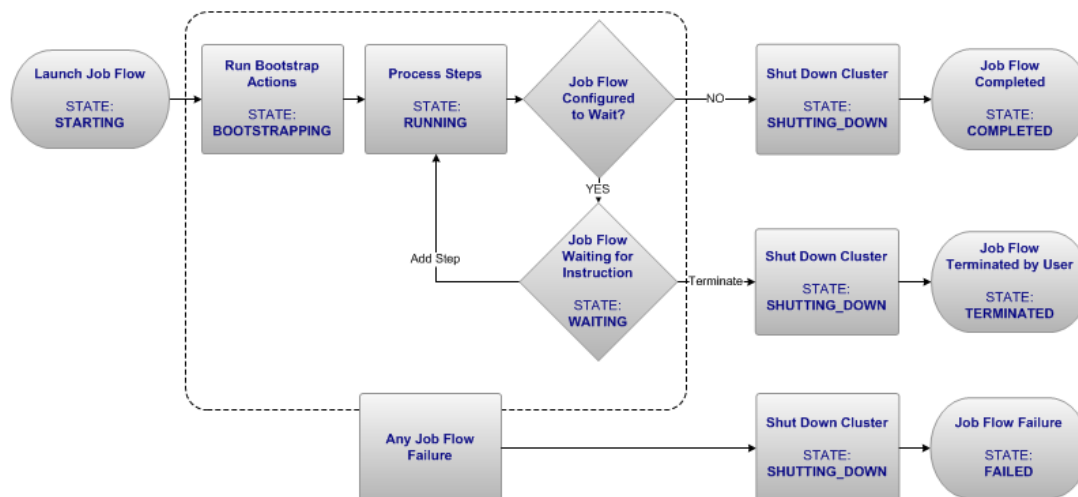 Launch Job Flow
STATE:
STARTING
Run Bootstrap
Actions
STATE:
BOOTSTRAPPING
Process Steps
STATE:
RUNNING
Job Flow
Configured
to Wait?
NO
Shut Down Cluster
STATE:
SHUTTING_DOWN
Job Flow
Completed
STATE:
COMPLETED
YES
Add Step
Job Flow
Waiting for
Instruction
STATE:
WAITING
Terminate
Shut Down Cluster
STATE:
SHUTTING_DOWN
Job Flow
Terminated by User
STATE:
TERMINATED
Any Job Flow
Failure
Shut Down Cluster
STATE:
SHUTTING_DOWN
Job Flow Failure
STATE:
FAILED